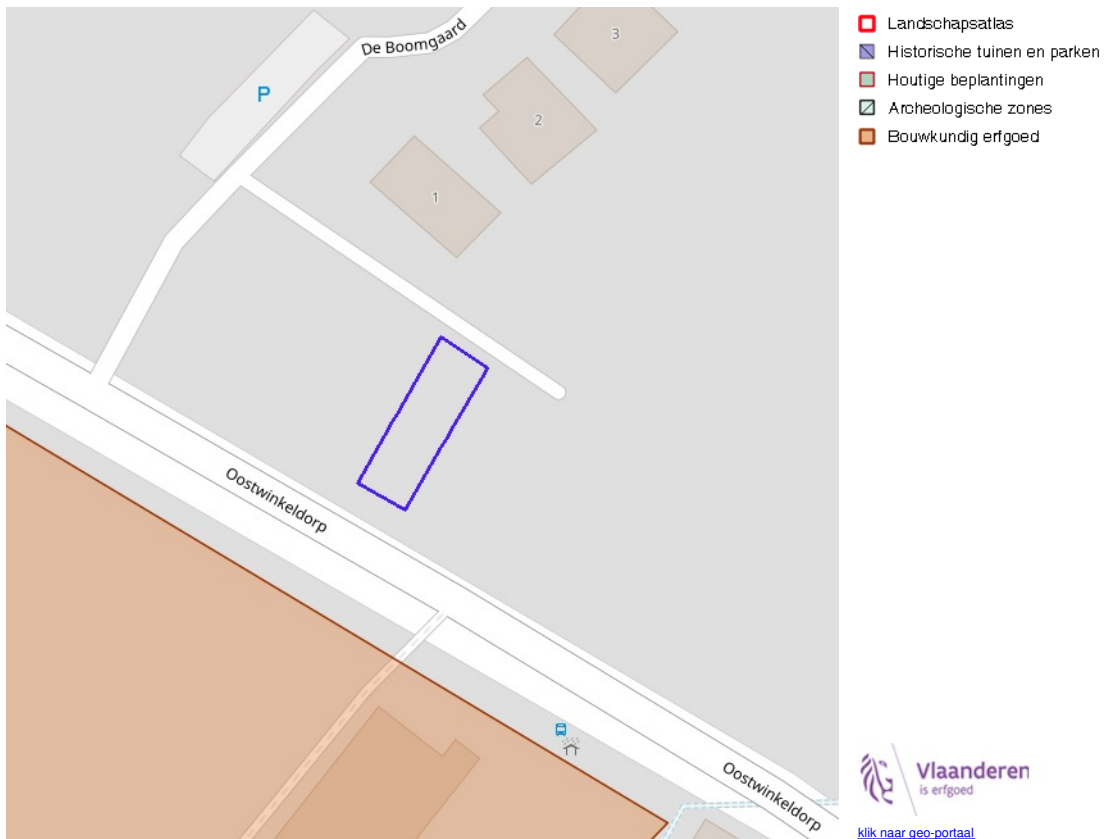 De Boomgaard
P
3
2
1
Oostwinkeldorp
Oostwinkeldorp
Landschapsatlas
Historische tuinen en parken
Houtige beplantingen
Archeologische zones
Bouwkundig erfgoed
Vlaanderen
is erfgoed
klik naar geo-portaal